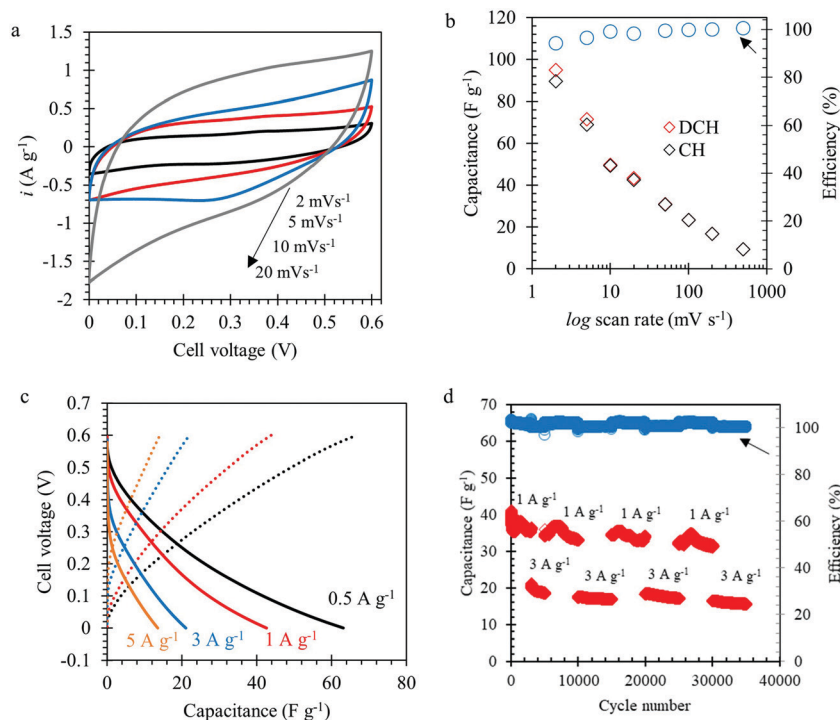 a
1.5
1
0.5
0
-0.5
-1
-1.5
-2
i (A g-1)
2 mVs-1
5 mVs-1
10 mVs-1
20 mVs-1
0 0.1 0.2 0.3 0.4 0.5 0.6
Cell voltage (V)
b
120
100
80
60
40
20
0
Capacitance (F g-1)
DCH
CH
100
80
60
40
20
0
Efficiency (%)
1 10 100 1000
log scan rate (mV s-1)
c
0.7
0.6
0.5
0.4
0.3
0.2
0.1
0
-0.1
Cell voltage (V)
0.5 A g-1
5 A g-1 3 A g-1 1 A g-1
0 20 40 60 80
Capacitance (F g-1)
d
70
60
50
40
30
20
10
0
Capacitance (F g-1)
1 A g-1 1 A g-1 1 A g-1 1 A g-1
3 A g-1 3 A g-1 3 A g-1 3 A g-1
100
80
60
40
20
0
Efficiency (%)
0 10000 20000 30000 40000
Cycle number